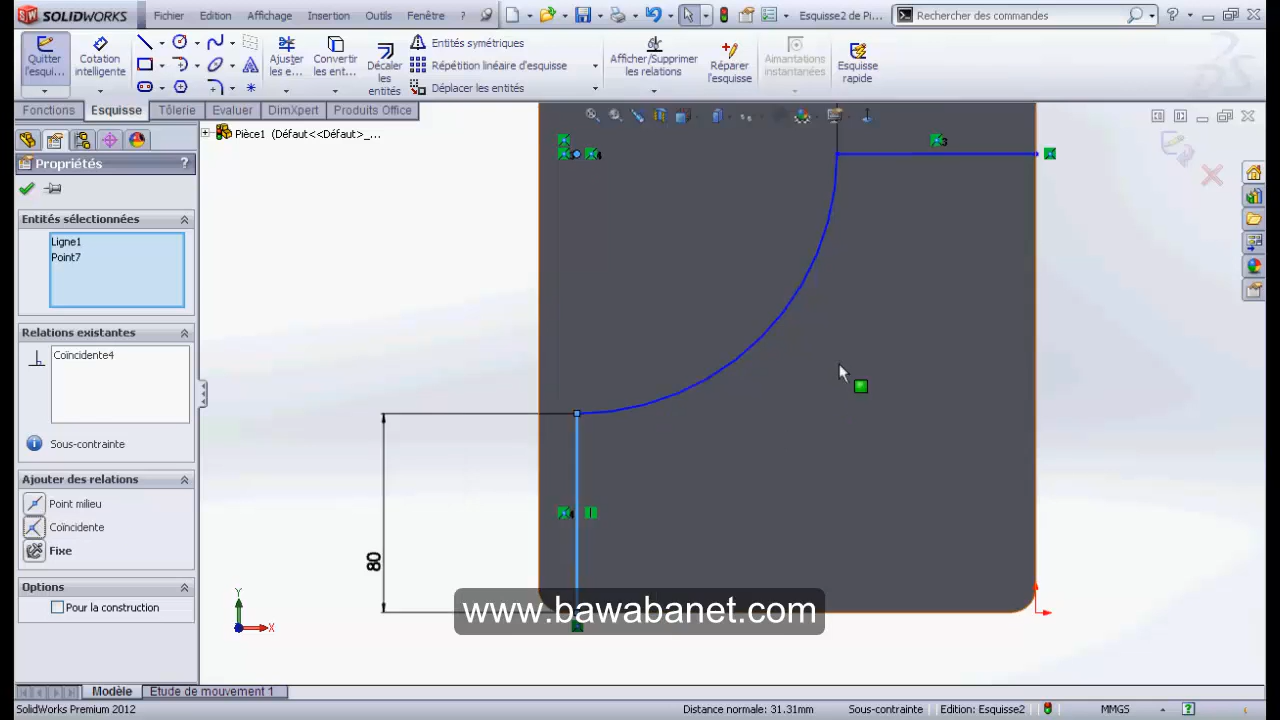 SOLIDWORKS
Fichier
Edition
Affichage
Insertion
Outils
Fenêtre
?
Esquisse2 de Pi...
Rechercher des commandes
?
Quitter l'esqui...
Cotation intelligente
Ajuster les e...
Convertir les ent...
Décaler les entités
Entités symétriques
Répétition linéaire d'esquisse
Déplacer les entités
Afficher/Supprimer les relations
Réparer l'esquisse
Aimantations instantanées
Esquisse rapide
Fonctions
Esquisse
Tôlerie
Evaluer
DimXpert
Produits Office
Pièce1 (Défaut<<Défaut>_...
Propriétés
?
Entités sélectionnées
Ligne1
Point7
Relations existantes
Coïncidente4
Sous-contrainte
Ajouter des relations
Point milieu
Coïncidente
Fixe
Options
Pour la construction
3
80
Y
X
www.bawabanet.com
Modèle
Etude de mouvement 1
SolidWorks Premium 2012
Distance normale: 31.31mm
Sous-contrainte
Edition: Esquisse2
MMGS
?